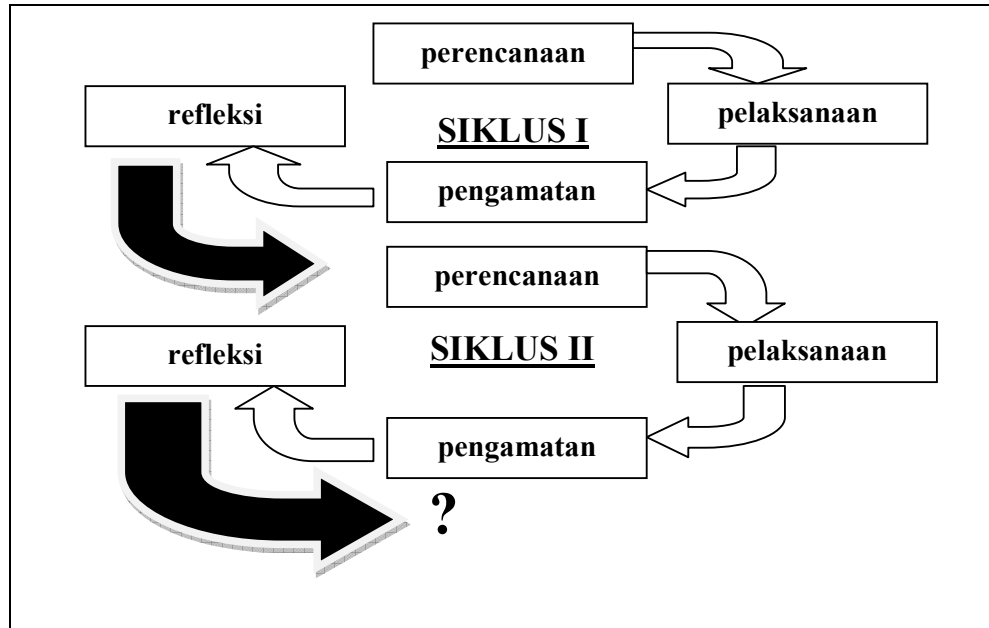 perencanaan
pelaksanaan
refleksi
SIKLUS I
pengamatan
perencanaan
pelaksanaan
refleksi
SIKLUS II
pengamatan
?